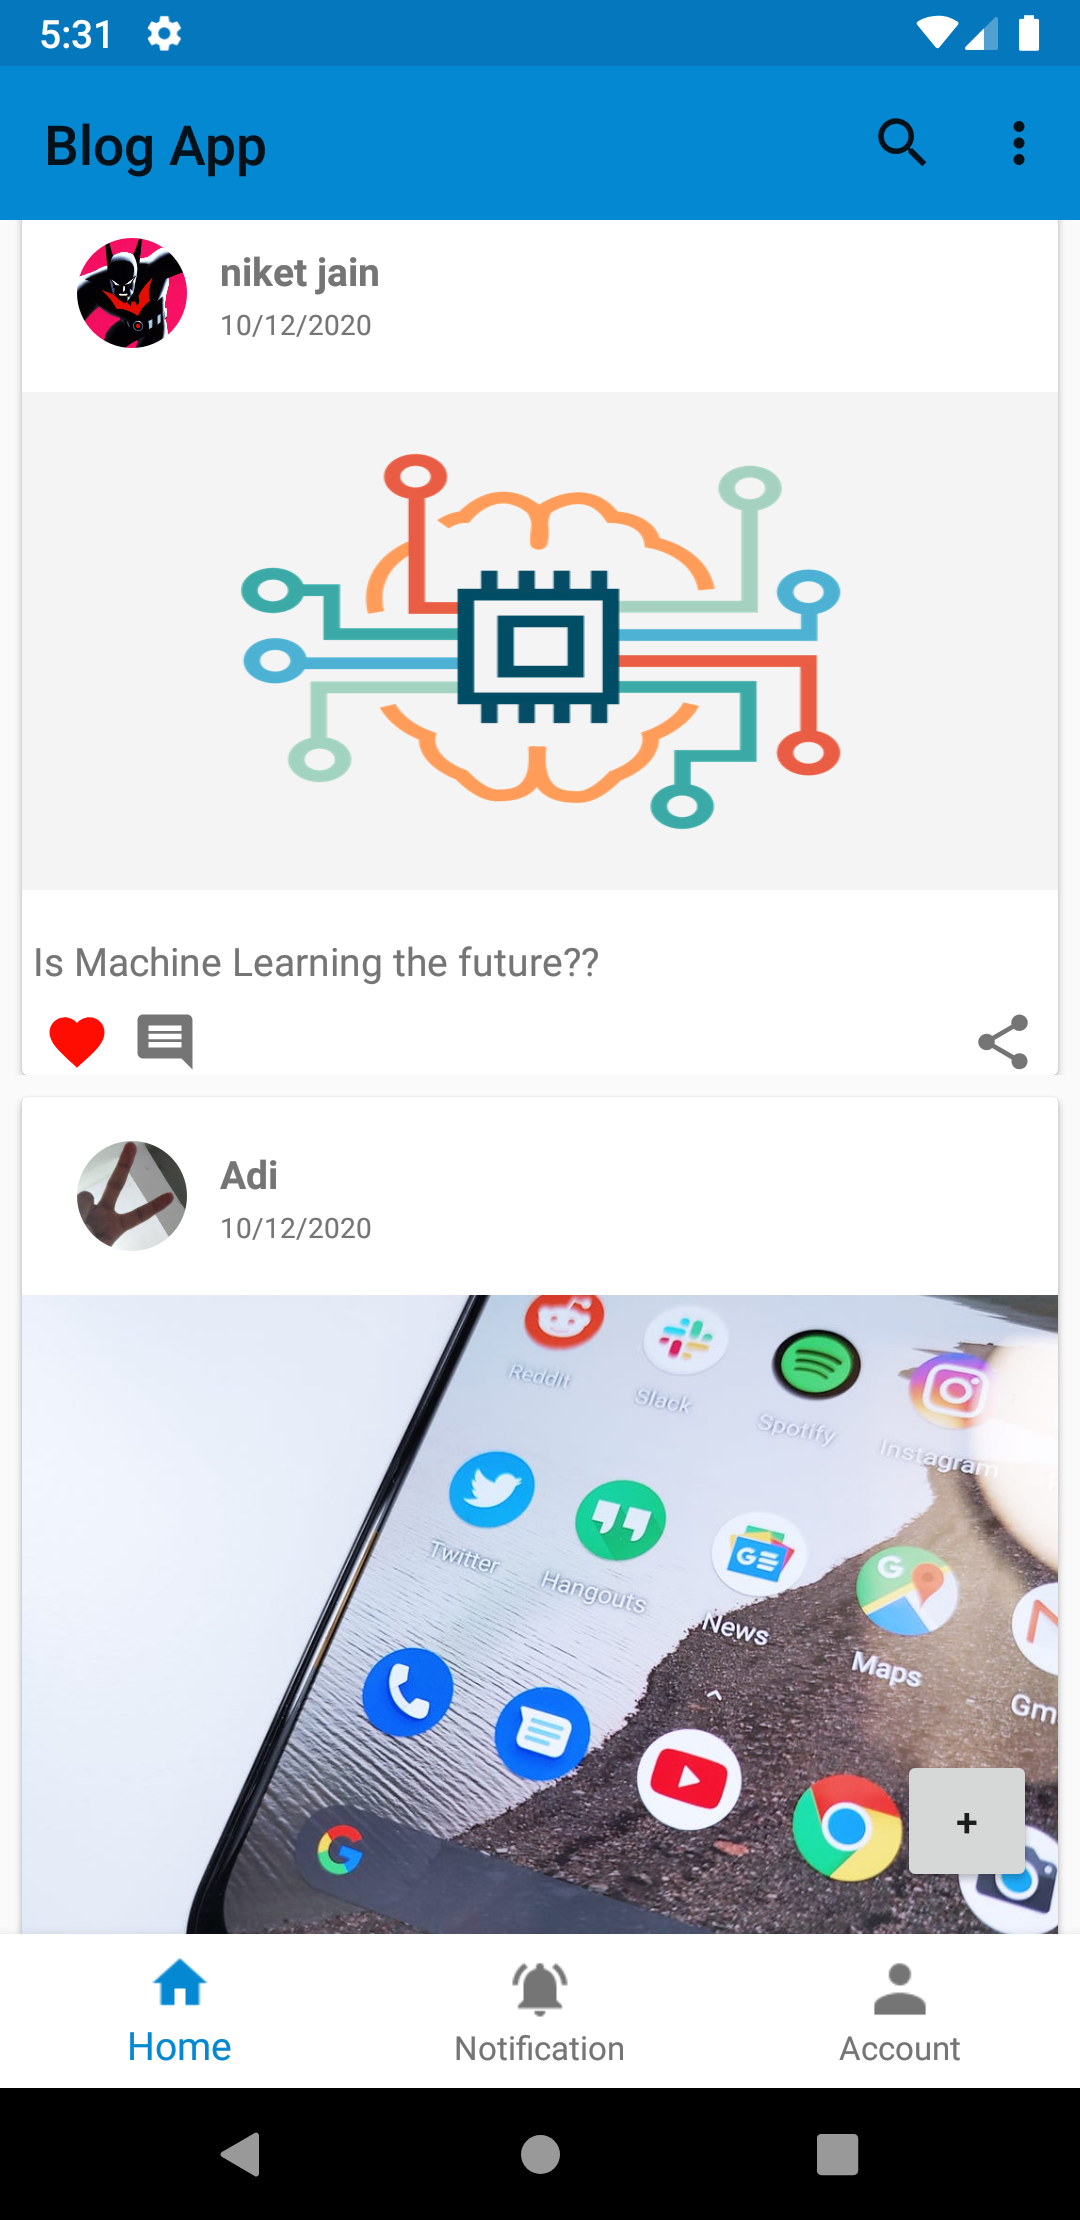 5:31
Blog App
niket jain
10/12/2020
Is Machine Learning the future??
Adi
10/12/2020
Reddit
Slack
Spotify
Instagram
Twitter
Hangouts
GE
News
G
Maps
Gm
G
+
Home
Notification
Account